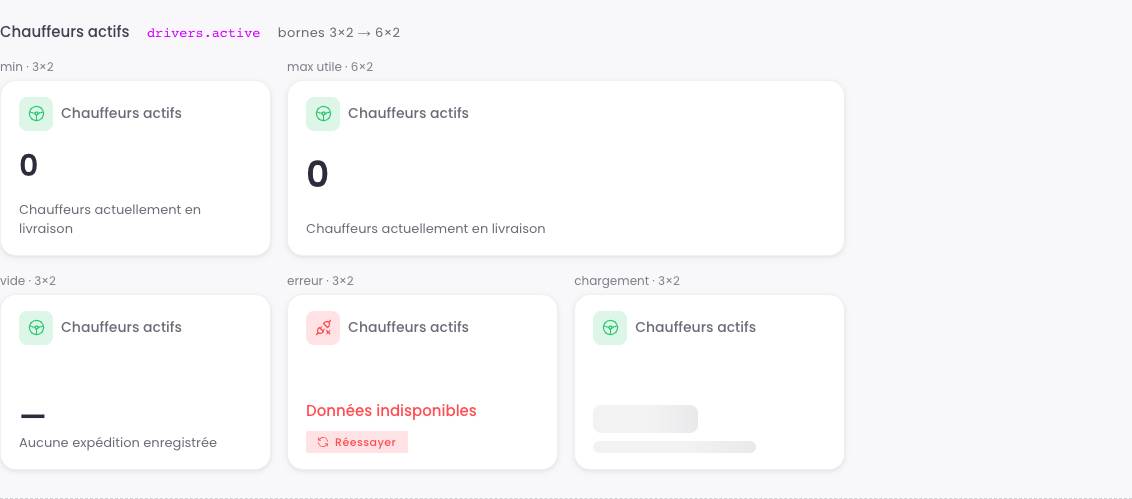 Chauffeurs actifs drivers.active bornes 3×2 → 6×2
min · 3×2
max utile · 6×2
Chauffeurs actifs
0
Chauffeurs actuellement en
livraison
Chauffeurs actifs
0
Chauffeurs actuellement en livraison
vide · 3×2
erreur · 3×2
chargement · 3×2
Chauffeurs actifs
—
Aucune expédition enregistrée
Chauffeurs actifs
Données indisponibles
Réessayer
Chauffeurs actifs